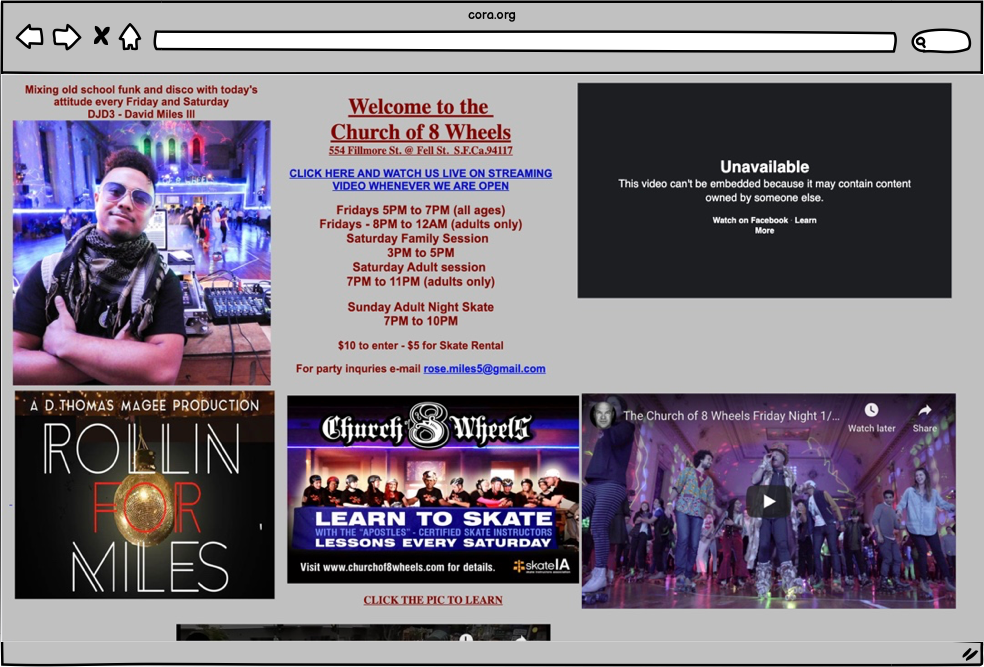 cora.org
Mixing old school funk and disco with today's
attitude every Friday and Saturday
DJD3 - David Miles III
Welcome to the
Church of 8 Wheels
554 Fillmore St. @ Fell St. S.F.Ca.94117
CLICK HERE AND WATCH US LIVE ON STREAMING
VIDEO WHENEVER WE ARE OPEN
Fridays 5PM to 7PM (all ages)
Fridays - 8PM to 12AM (adults only)
Saturday Family Session
3PM to 5PM
Saturday Adult session
7PM to 11PM (adults only)
Sunday Adult Night Skate
7PM to 10PM
$10 to enter - $5 for Skate Rental
For party inquries e-mail rose.miles5@gmail.com
Unavailable
This video can't be embedded because it may contain content
owned by someone else.
Watch on Facebook · Learn
More
A D.THOMAS MAGEE PRODUCTION
ROLLIN
FOR
MILES
Church 8 Wheels
LEARN TO SKATE
WITH THE "APOSTLES" - CERTIFIED SKATE INSTRUCTORS
LESSONS EVERY SATURDAY
Visit www.churchof8wheels.com for details.
skateIA
CLICK THE PIC TO LEARN
The Church of 8 Wheels Friday Night 1/...
Watch later
Share